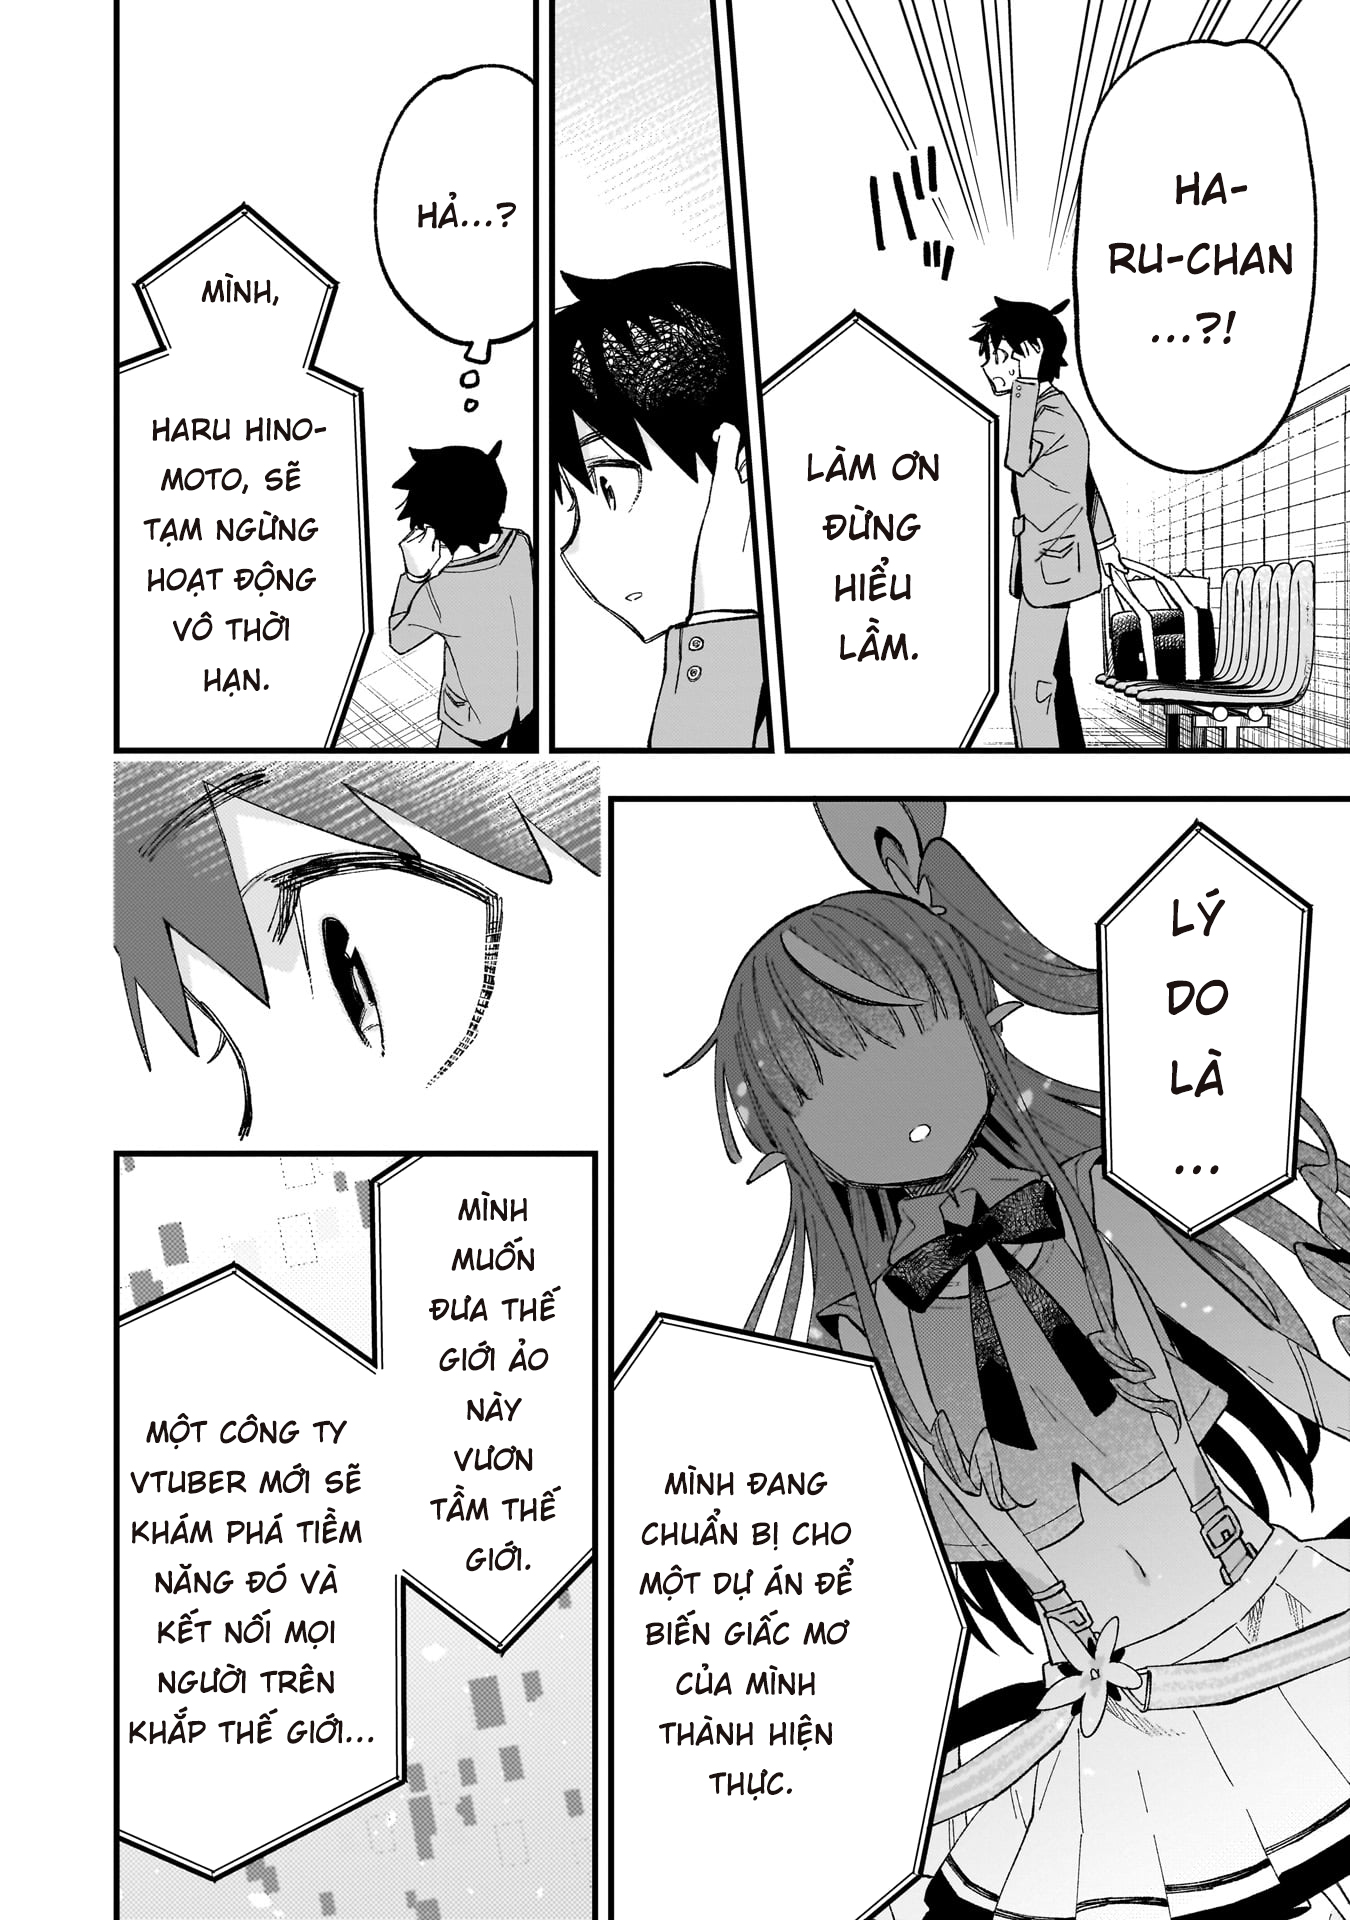 HẢ...?
MÌNH,
HARU HINO-
MOTO, SẼ
TẠM NGỪNG
HOẠT ĐỘNG
VÔ THỜI
HẠN.
HA-
RU-CHAN
...?!
LÀM ƠN
ĐỪNG
HIỂU
LẦM.
LÝ
DO
LÀ
...
MÌNH ĐANG
CHUẨN BỊ CHO
MỘT DỰ ÁN ĐỂ
BIẾN GIẤC MƠ
CỦA MÌNH
THÀNH HIỆN
THỰC.
MÌNH
MUỐN
ĐƯA THẾ
GIỚI ẢO
NÀY
VƯƠN
TẦM THẾ
GIỚI.
MỘT CÔNG TY
VTUBER MỚI SẼ
KHÁM PHÁ TIỀM
NĂNG ĐÓ VÀ
KẾT NỐI MỌI
NGƯỜI TRÊN
KHẮP THẾ GIỚI...